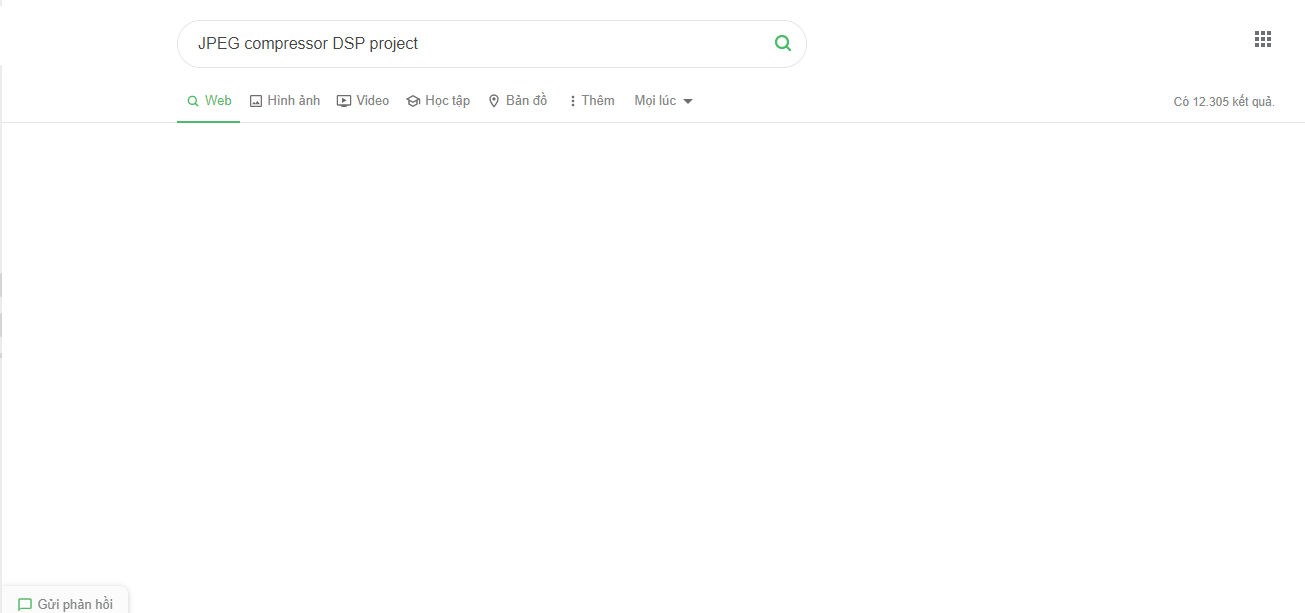 JPEG compressor DSP project
Web Hình ảnh Video Học tập Bản đồ Thêm Mọi lúc Có 12.305 kết quả.
Gửi phản hồi